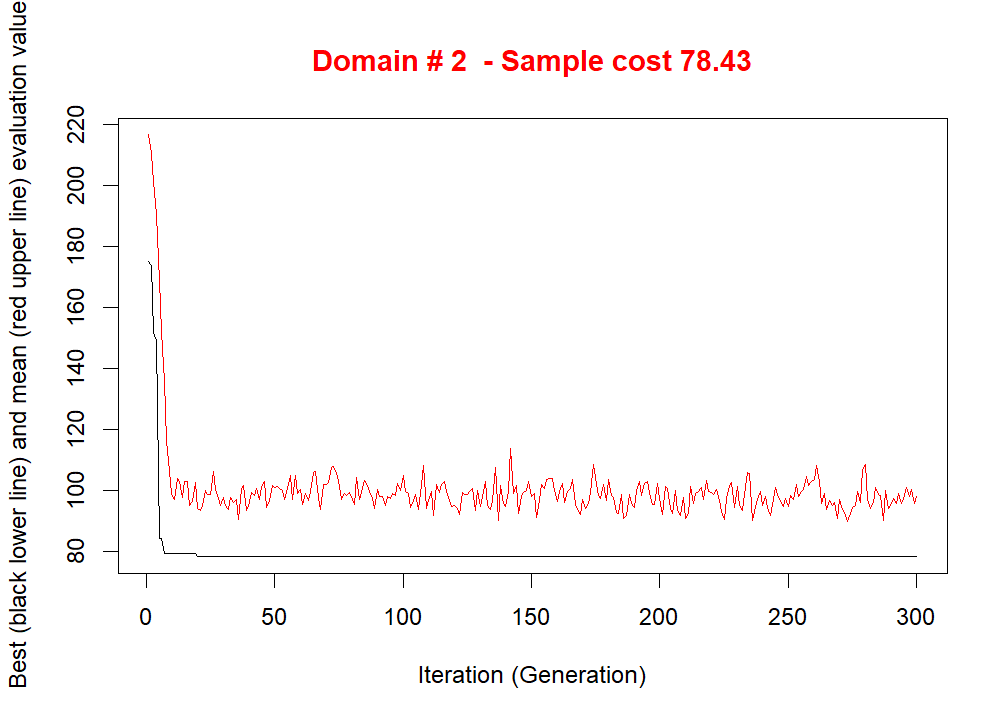 Domain # 2  - Sample cost 78.43
Best (black lower line) and mean (red upper line) evaluation value
220
200
180
160
140
120
100
80
0 50 100 150 200 250 300
Iteration (Generation)